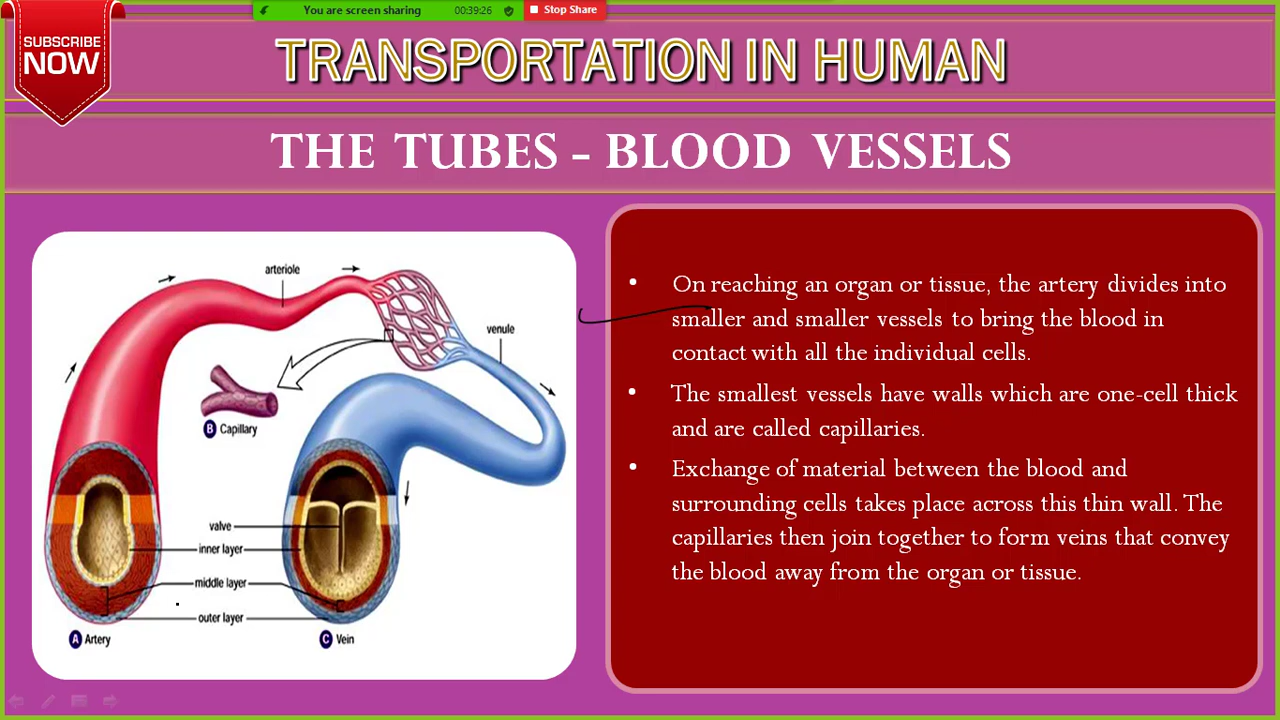 You are screen sharing
00:39:26
Stop Share
SUBSCRIBE
NOW
TRANSPORTATION IN HUMAN
THE TUBES - BLOOD VESSELS
arteriole
venule
B Capillary
valve
inner layer
middle layer
outer layer
A Artery
C Vein
• On reaching an organ or tissue, the artery divides into
smaller and smaller vessels to bring the blood in
contact with all the individual cells.
• The smallest vessels have walls which are one-cell thick
and are called capillaries.
• Exchange of material between the blood and
surrounding cells takes place across this thin wall. The
capillaries then join together to form veins that convey
the blood away from the organ or tissue.